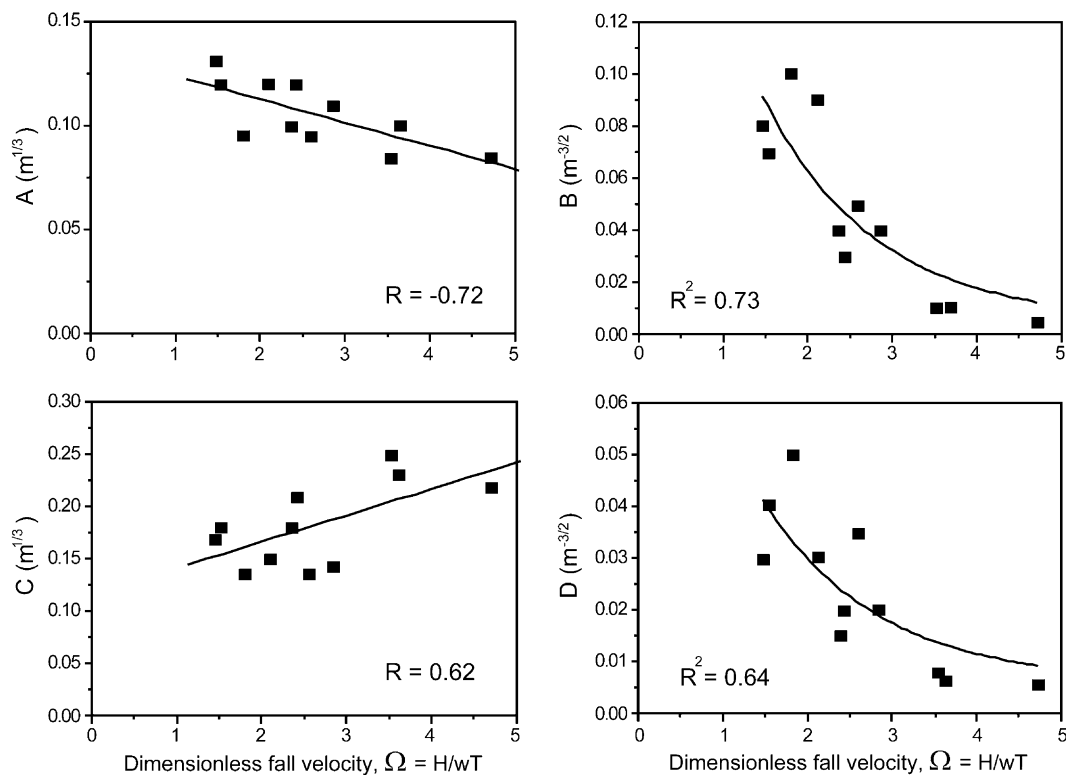 0.15
0.10
0.05
0.00
A (m1/3)
R = -0.72
0 1 2 3 4 5
0.12
0.10
0.08
0.06
0.04
0.02
0.00
B (m-3/2)
R2 = 0.73
0 1 2 3 4 5
0.30
0.25
0.20
0.15
0.10
0.05
0.00
C (m1/3)
R = 0.62
0 1 2 3 4 5
Dimensionless fall velocity, Ω = H/wT
0.06
0.05
0.04
0.03
0.02
0.01
0.00
D (m-3/2)
R2 = 0.64
0 1 2 3 4 5
Dimensionless fall velocity, Ω = H/wT